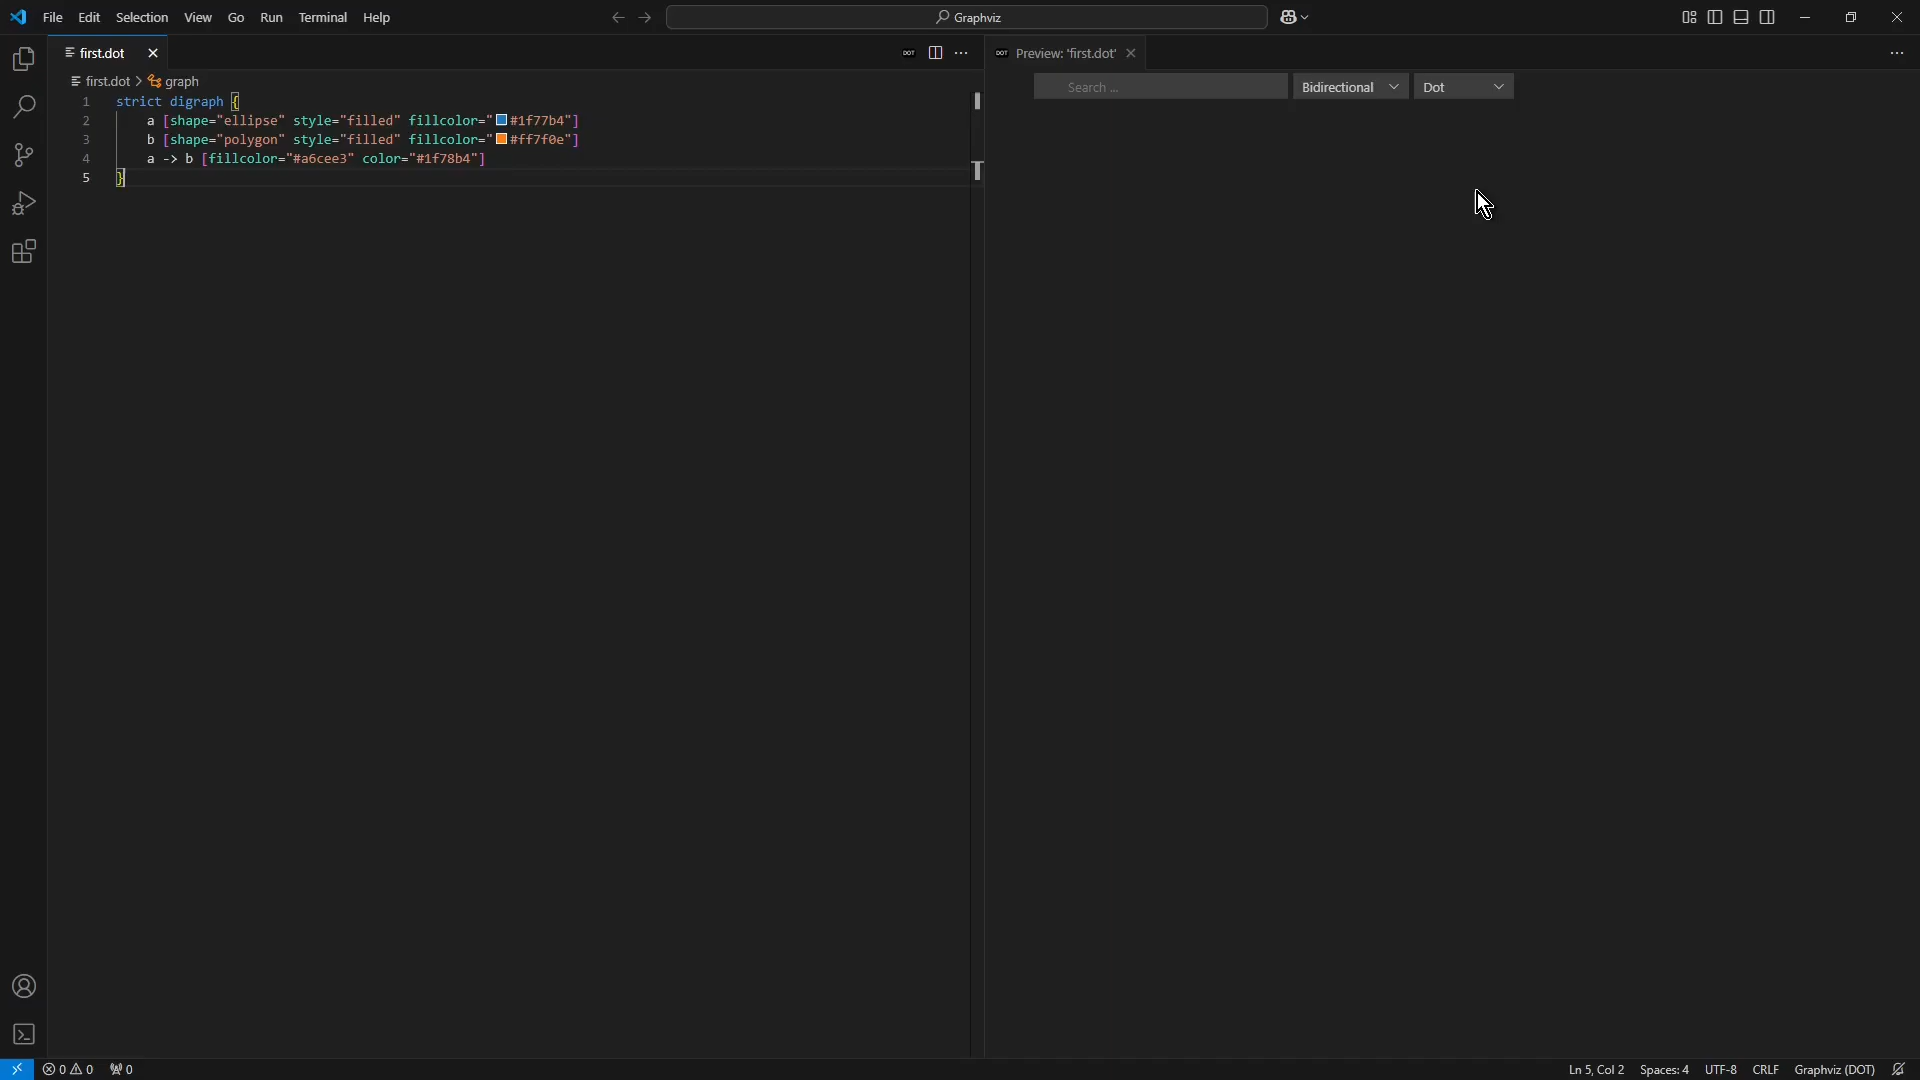 File Edit Selection View Go Run Terminal Help
Graphviz
first.dot
DOT
DOT Preview: 'first.dot'
first.dot > graph
Search ...
Bidirectional
Dot
1 strict digraph {
2 a [shape="ellipse" style="filled" fillcolor="#1f77b4"]
3 b [shape="polygon" style="filled" fillcolor="#ff7f0e"]
4 a -> b [fillcolor="#a6cee3" color="#1f78b4"]
5 }
0 0 0
Ln 5, Col 2 Spaces: 4 UTF-8 CRLF Graphviz (DOT)